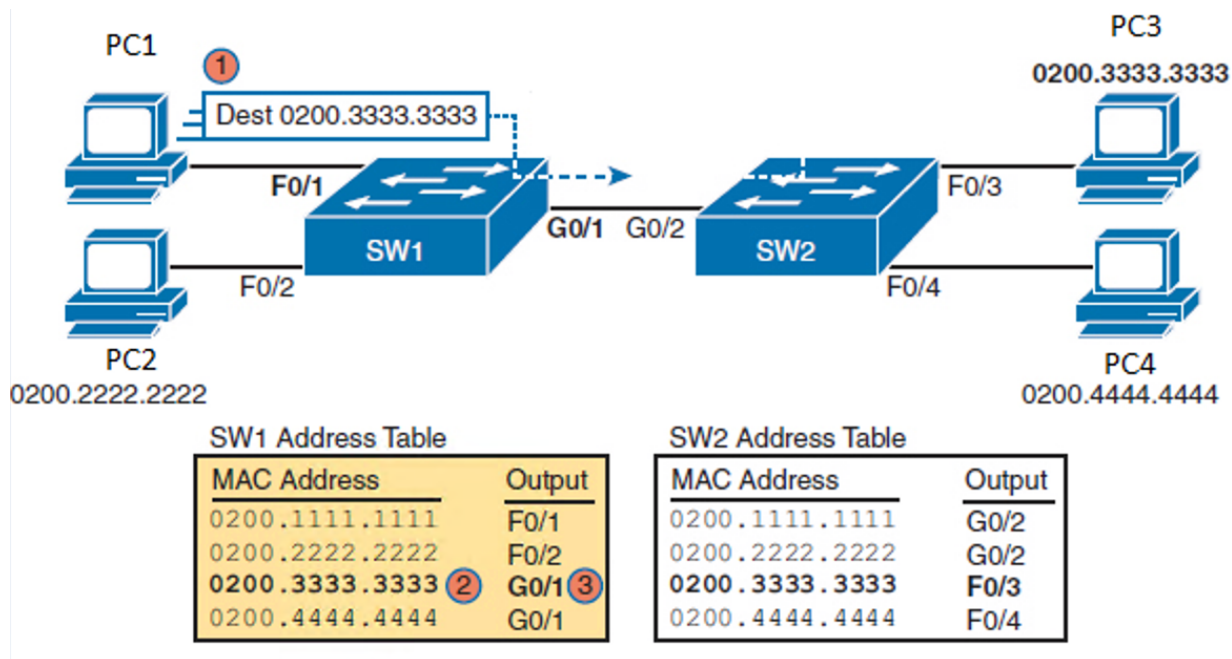 PC1
PC3
1
0200.3333.3333
Dest 0200.3333.3333
F0/1
F0/3
SW1
G0/1 G0/2
SW2
F0/2
F0/4
PC2
0200.2222.2222
PC4
0200.4444.4444
SW1 Address Table
MAC Address Output
0200.1111.1111 F0/1
0200.2222.2222 F0/2
0200.3333.3333 2 G0/1 3
0200.4444.4444 G0/1
SW2 Address Table
MAC Address Output
0200.1111.1111 G0/2
0200.2222.2222 G0/2
0200.3333.3333 F0/3
0200.4444.4444 F0/4